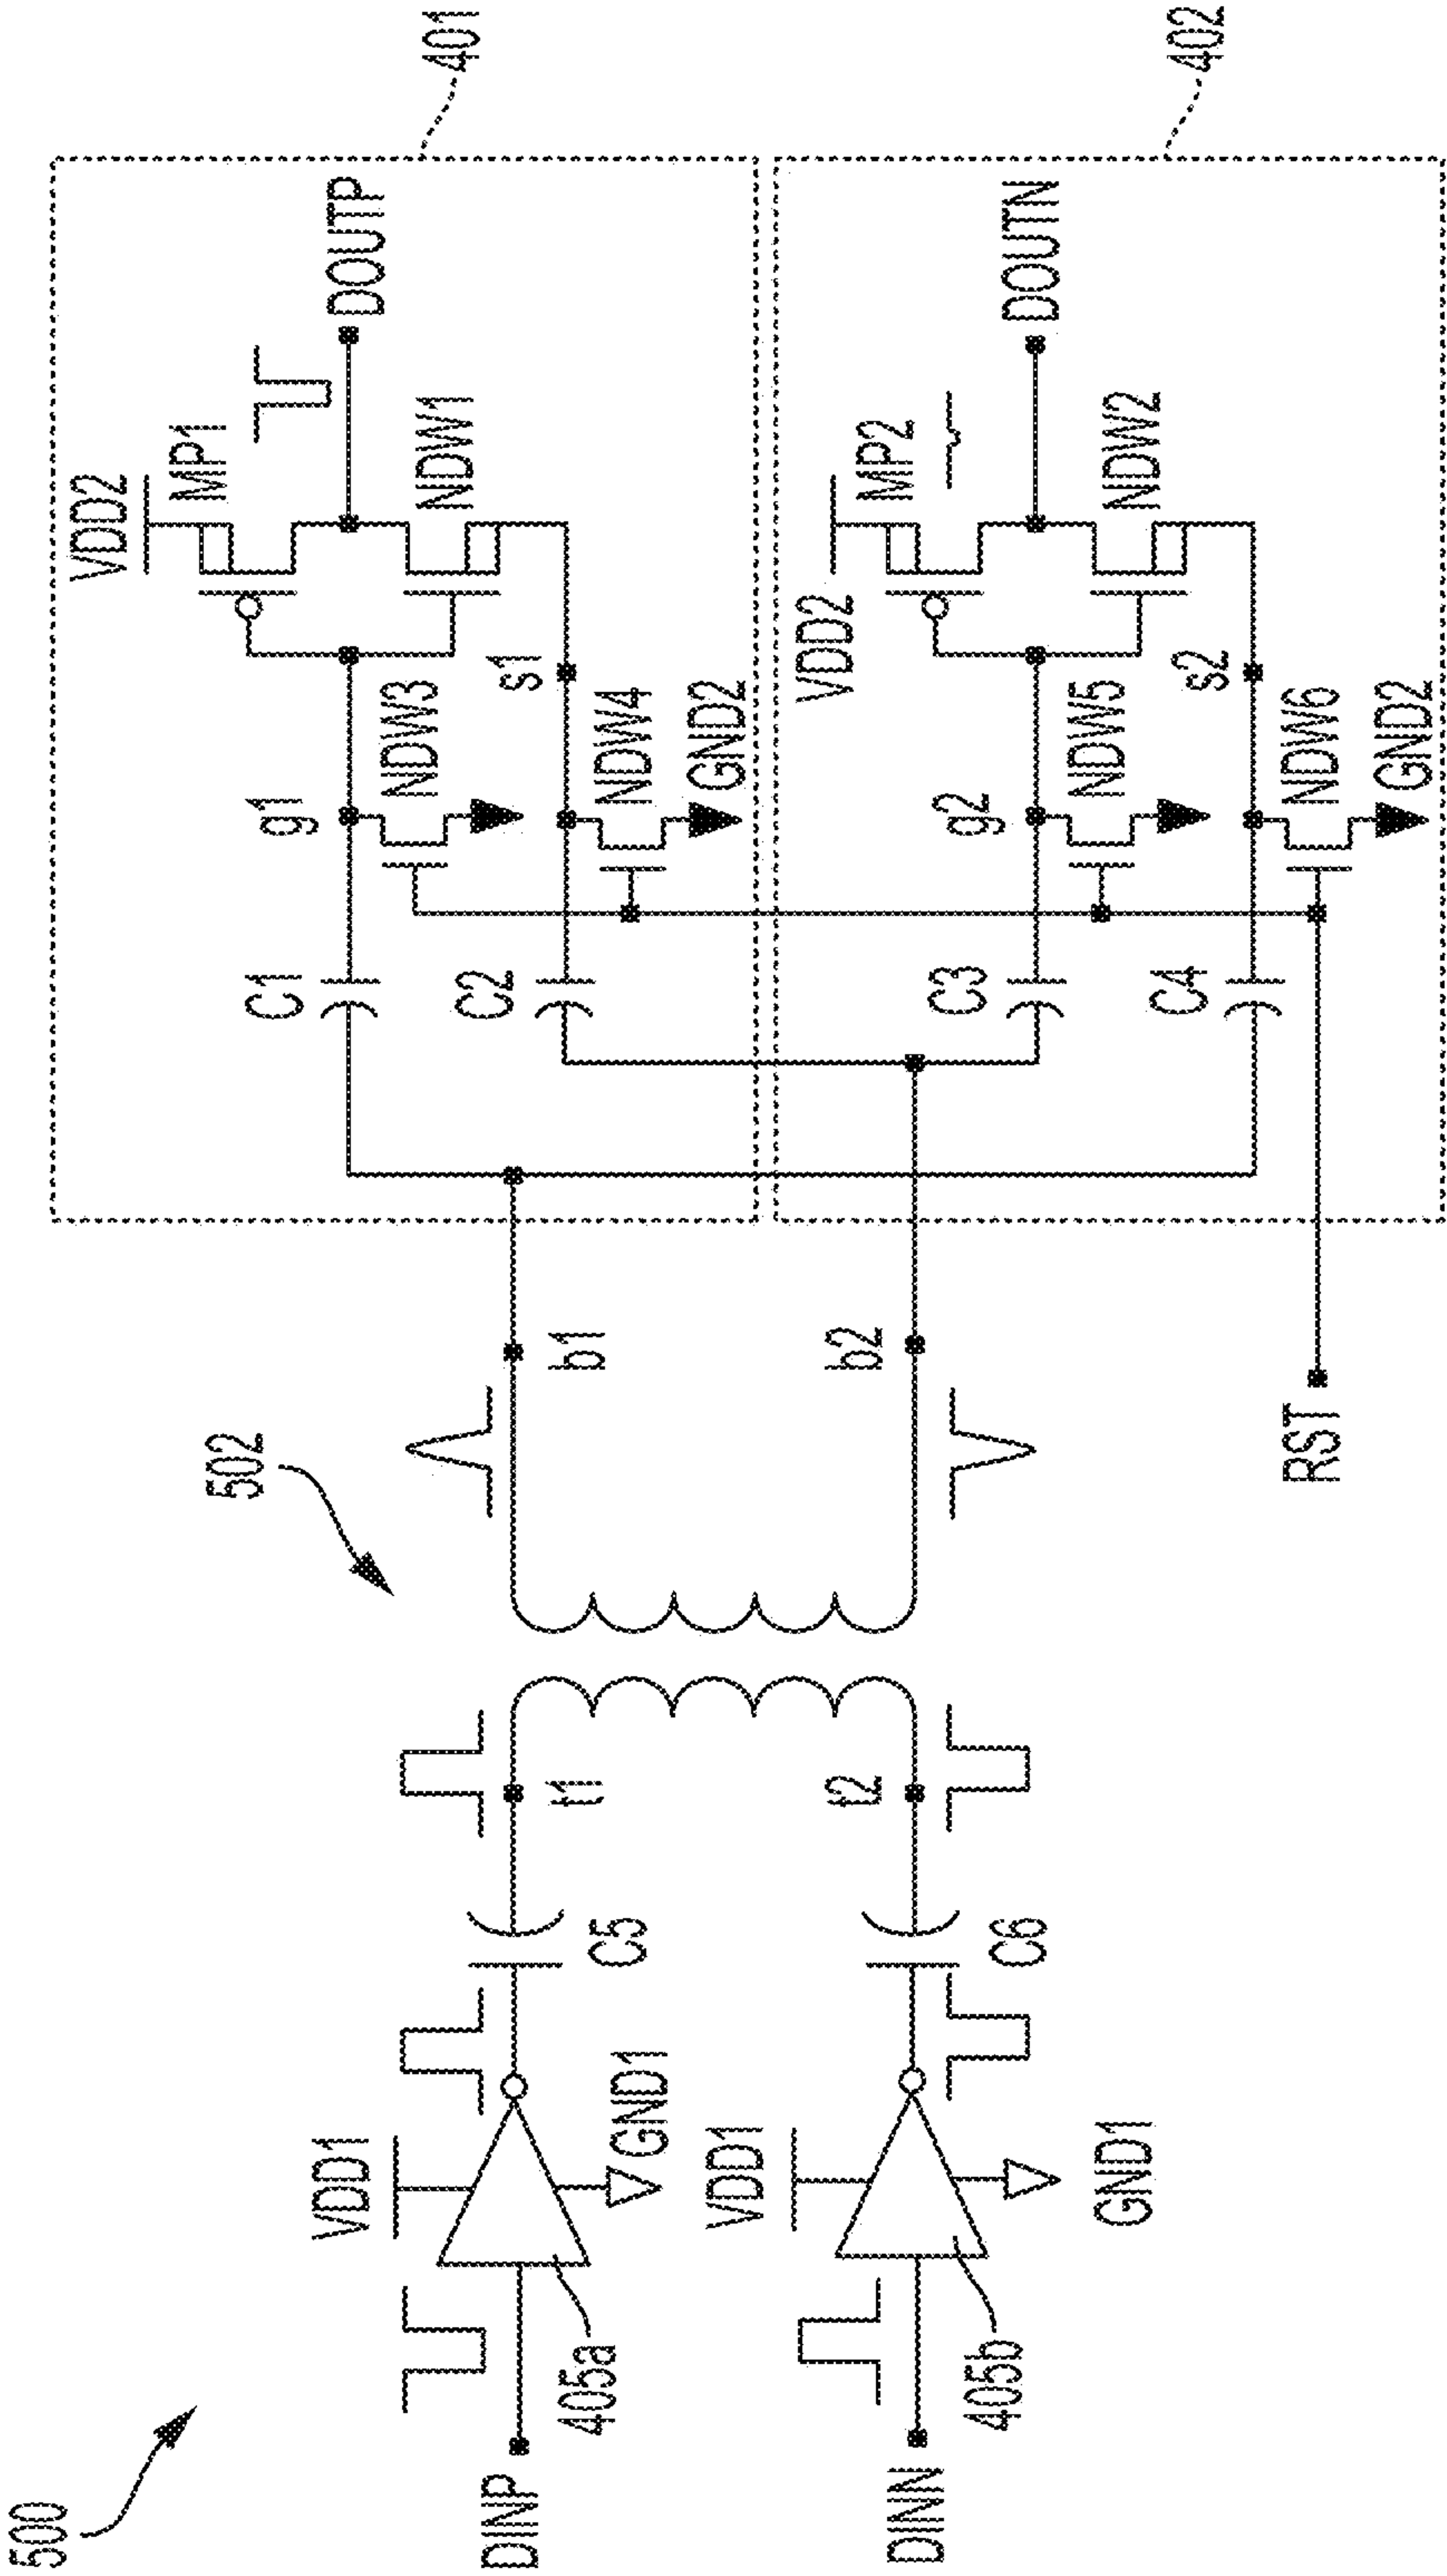 500
DINP
405a
VDD1
GND1
C5
t1
DINN
405b
VDD1
GND1
C6
t2
502
b1
b2
RST
401
C1
g1
NDW3
VDD2
MP1
DOUTP
NDW1
C2
s1
NDW4
GND2
402
C3
g2
NDW5
VDD2
MP2
DOUTN
NDW2
C4
s2
NDW6
GND2